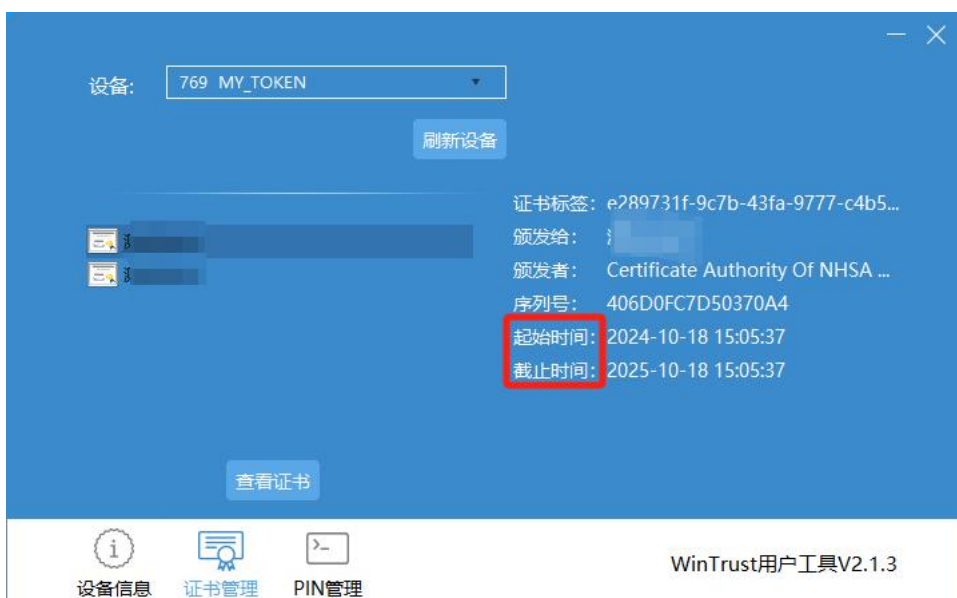 设备:
769 MY_TOKEN
刷新设备
证书标签: e289731f-9c7b-43fa-9777-c4b5...
颁发给:
颁发者: Certificate Authority Of NHSA ...
序列号: 406D0FC7D50370A4
起始时间: 2024-10-18 15:05:37
截止时间: 2025-10-18 15:05:37
查看证书
设备信息
证书管理
PIN管理
WinTrust用户工具V2.1.3